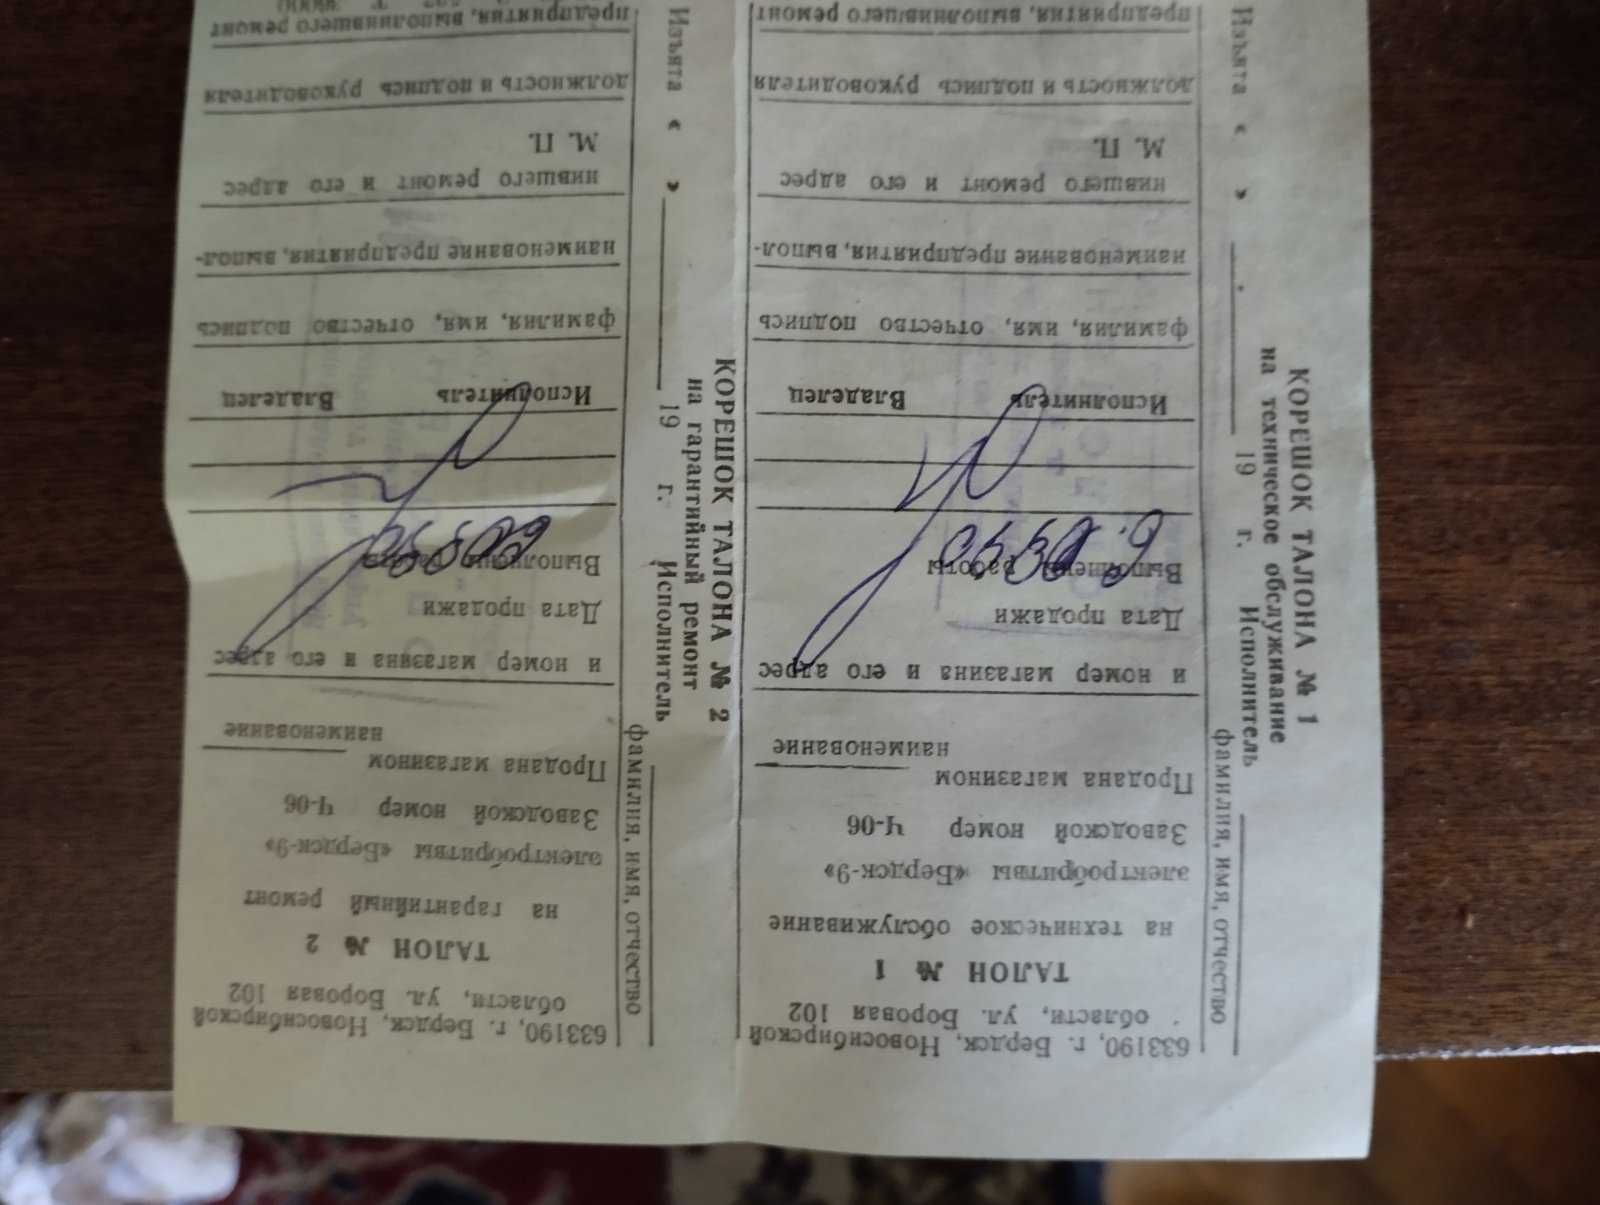 633190, г. Бердск, Новосибирской
области, ул. Боровая 102
ТАЛОН № 1
на техническое обслуживание
электробритвы «Бердск-9»
Заводской номер Ч-06
Продана магазином
наименование
и номер магазина и его адрес
Дата продажи
Выполнены работы
Исполнитель Владелец
фамилия, имя, отчество подпись
наименование предприятия, выпол-
нившего ремонт и его адрес
М. П.
должность и подпись руководителя
предприятия, выполнившего ремонт
КОРЕШОК ТАЛОНА № 1
на техническое обслуживание
Изъята « » 19 г. Исполнитель
фамилия, имя, отчество
633190, г. Бердск, Новосибирской
области, ул. Боровая 102
ТАЛОН № 2
на гарантийный ремонт
электробритвы «Бердск-9»
Заводской номер Ч-06
Продана магазином
наименование
и номер магазина и его адрес
Дата продажи
Выполнены работы
Исполнитель Владелец
фамилия, имя, отчество подпись
наименование предприятия, выпол-
нившего ремонт и его адрес
М. П.
должность и подпись руководителя
предприятия, выполнившего ремонт
КОРЕШОК ТАЛОНА № 2
на гарантийный ремонт
Изъята « » 19 г. Исполнитель
фамилия, имя, отчество